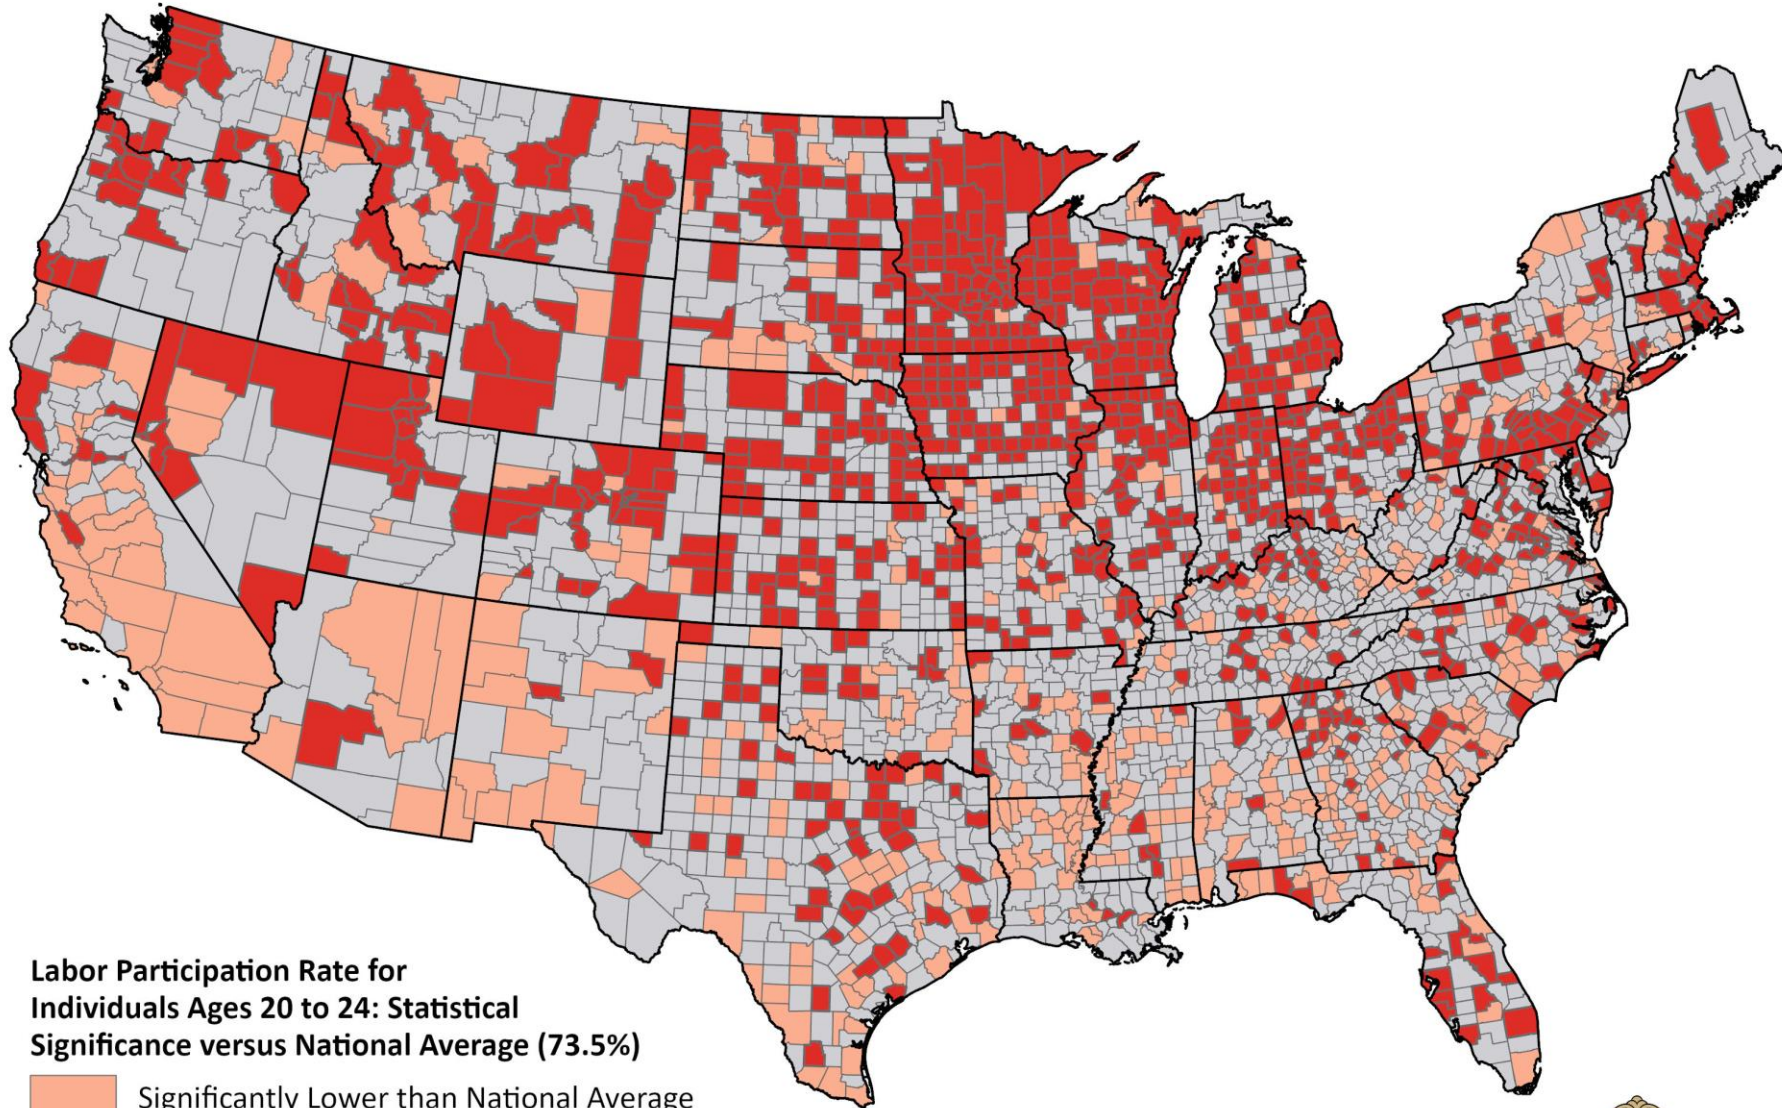 Labor Participation Rate for
Individuals Ages 20 to 24: Statistical
Significance versus National Average (73.5%)
Significantly Lower than National Average